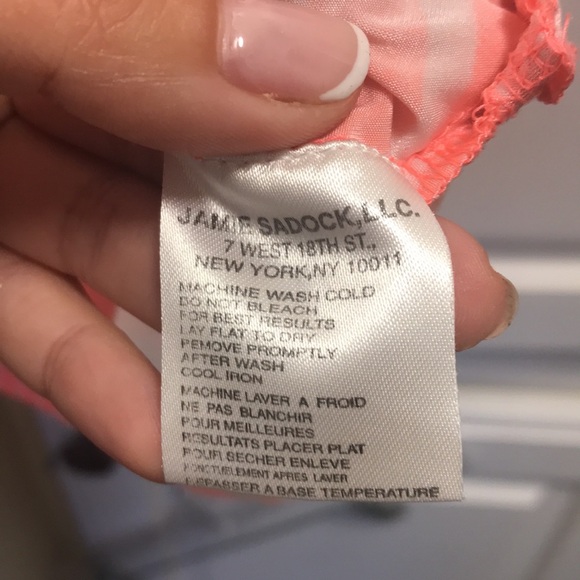 JAMIE SADOCK, LLC.
7 WEST 18TH ST.,
NEW YORK,NY 10011
MACHINE WASH COLD
DO NOT BLEACH
FOR BEST RESULTS
LAY FLAT TO DRY
REMOVE PROMPTLY
AFTER WASH
COOL IRON
MACHINE LAVER A FROID
NE PAS BLANCHIR
POUR MEILLEURES
RESULTATS PLACER PLAT
POUR SECHER ENLEVE
PONCTUELEMENT APRES LAVER
REPASSER A BASE TEMPERATURE